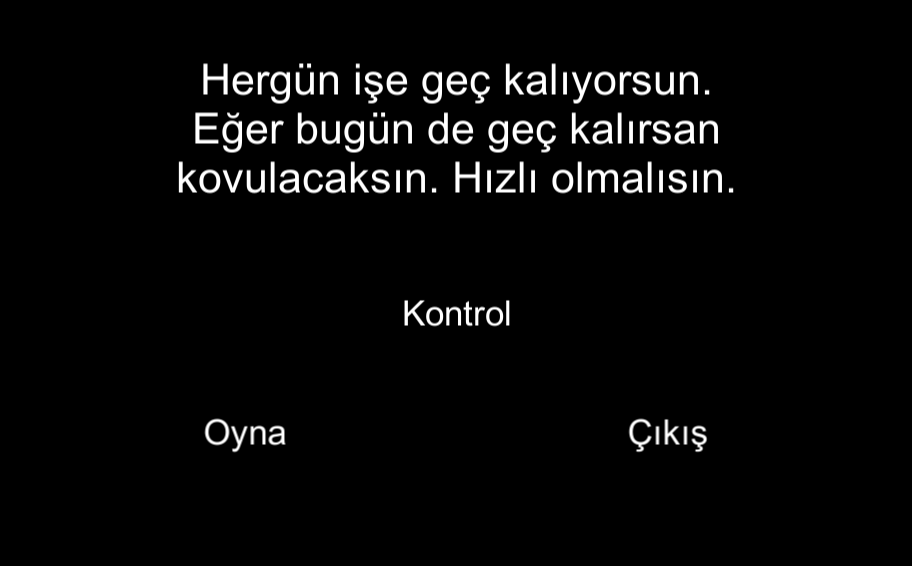 Hergün işe geç kalıyorsun.
Eğer bugün de geç kalırsan
kovulacaksın. Hızlı olmalısın.
Kontrol
Oyna
Çıkış